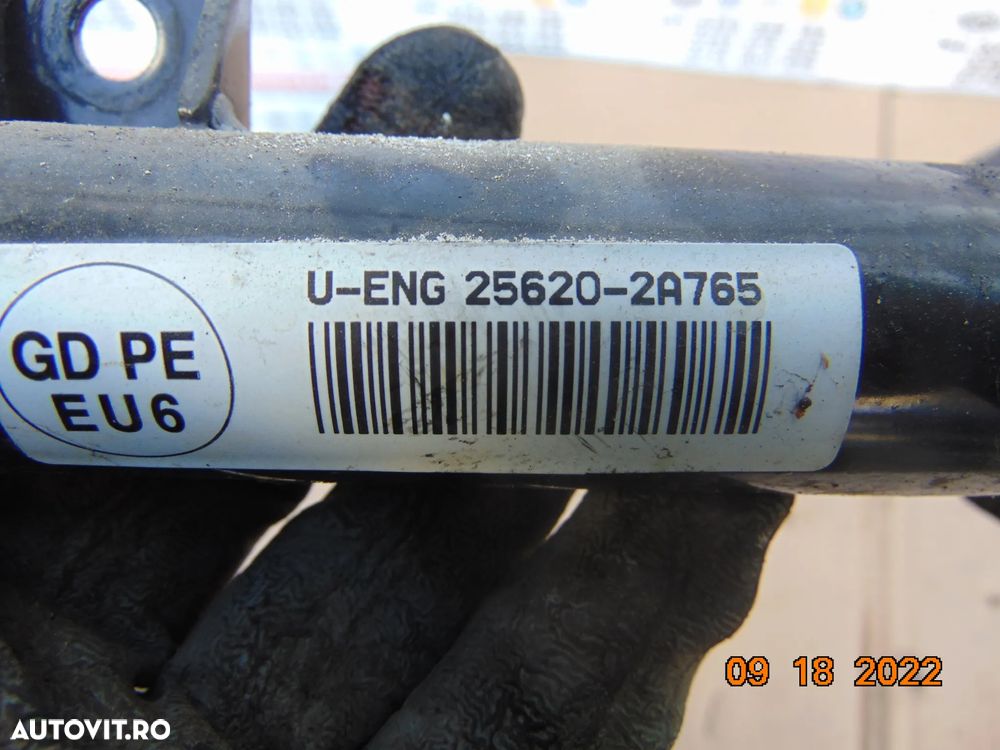 U-ENG 25620-2A765
GD PE
EU6
09 18 2022
AUTOVIT.RO